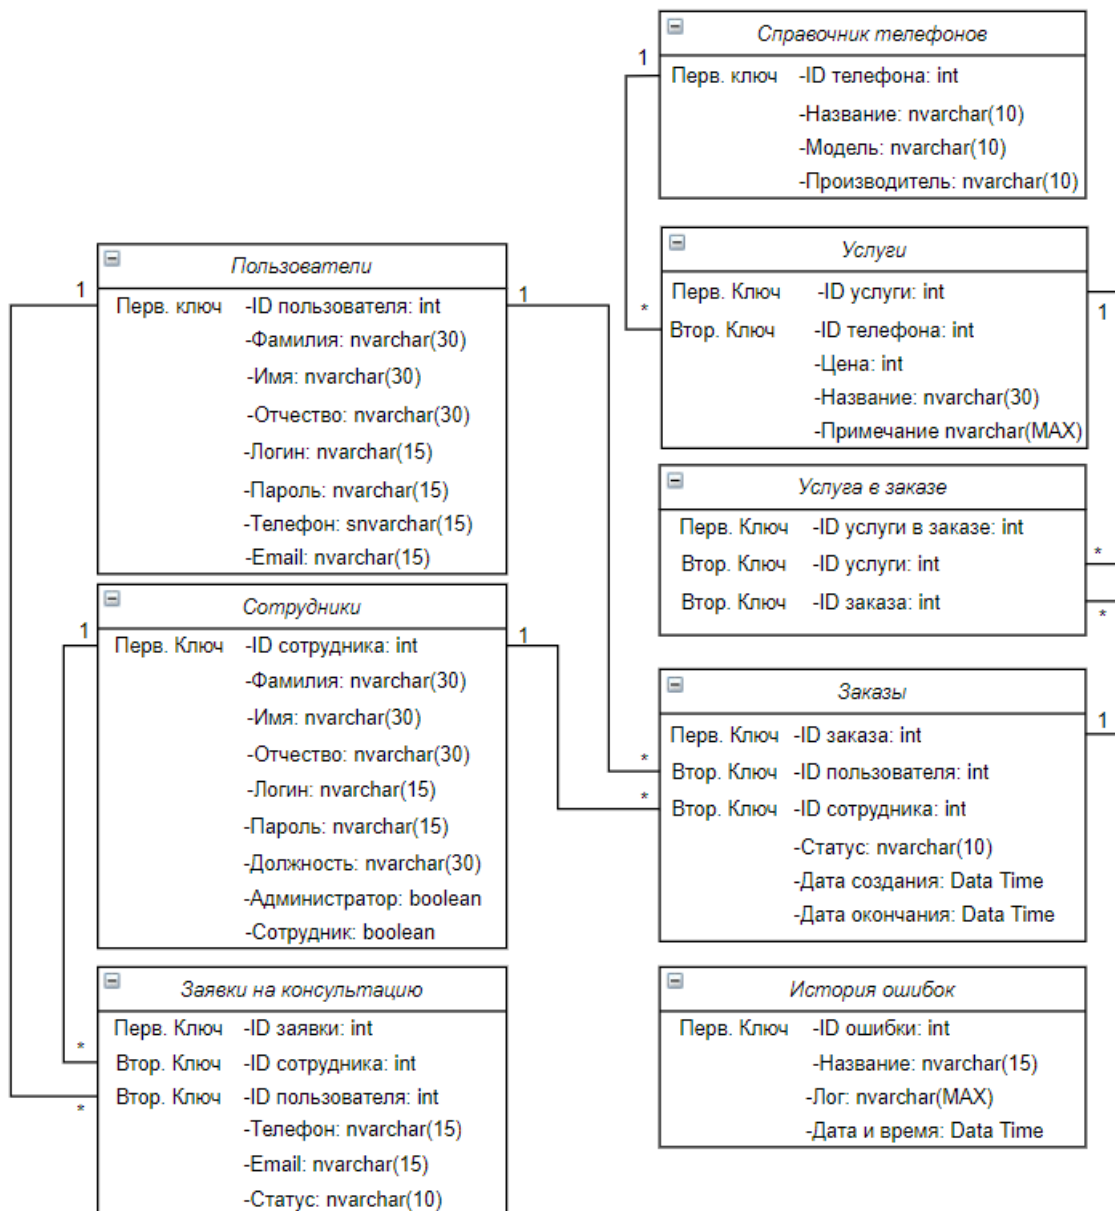 Справочник телефонов
1
Перв. ключ -ID телефона: int
-Название: nvarchar(10)
-Модель: nvarchar(10)
-Производитель: nvarchar(10)
Услуги
Перв. Ключ -ID услуги: int
1
* Втор. Ключ -ID телефона: int
-Цена: int
-Название: nvarchar(30)
-Примечание nvarchar(MAX)
Услуга в заказе
Перв. Ключ -ID услуги в заказе: int
Втор. Ключ -ID услуги: int *
Втор. Ключ -ID заказа: int *
Заказы
Перв. Ключ -ID заказа: int 1
* Втор. Ключ -ID пользователя: int
* Втор. Ключ -ID сотрудника: int
-Статус: nvarchar(10)
-Дата создания: Data Time
-Дата окончания: Data Time
История ошибок
Перв. Ключ -ID ошибки: int
-Название: nvarchar(15)
-Лог: nvarchar(MAX)
-Дата и время: Data Time
Пользователи
1 Перв. ключ -ID пользователя: int 1
-Фамилия: nvarchar(30)
-Имя: nvarchar(30)
-Отчество: nvarchar(30)
-Логин: nvarchar(15)
-Пароль: nvarchar(15)
-Телефон: snvarchar(15)
-Email: nvarchar(15)
Сотрудники
1 Перв. Ключ -ID сотрудника: int 1
-Фамилия: nvarchar(30)
-Имя: nvarchar(30)
-Отчество: nvarchar(30)
-Логин: nvarchar(15)
-Пароль: nvarchar(15)
-Должность: nvarchar(30)
-Администратор: boolean
-Сотрудник: boolean
Заявки на консультацию
Перв. Ключ -ID заявки: int
* Втор. Ключ -ID сотрудника: int
* Втор. Ключ -ID пользователя: int
-Телефон: nvarchar(15)
-Email: nvarchar(15)
-Статус: nvarchar(10)